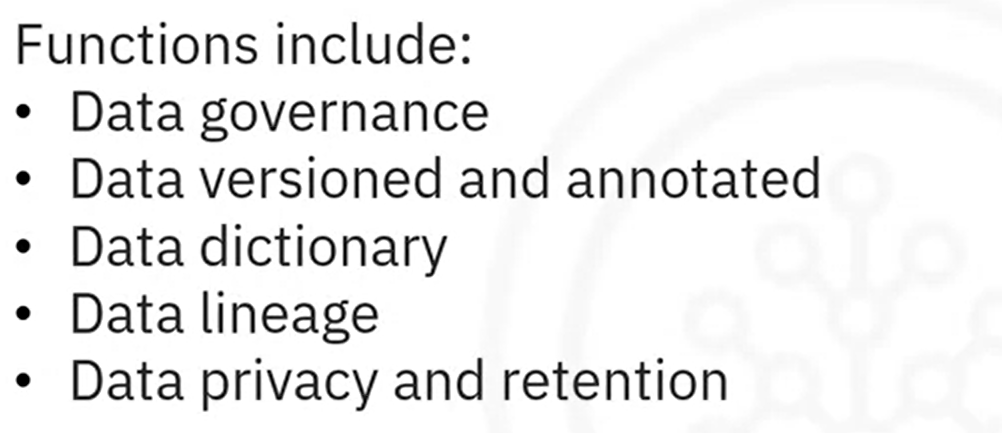 Functions include:
• Data governance
• Data versioned and annotated
• Data dictionary
• Data lineage
• Data privacy and retention